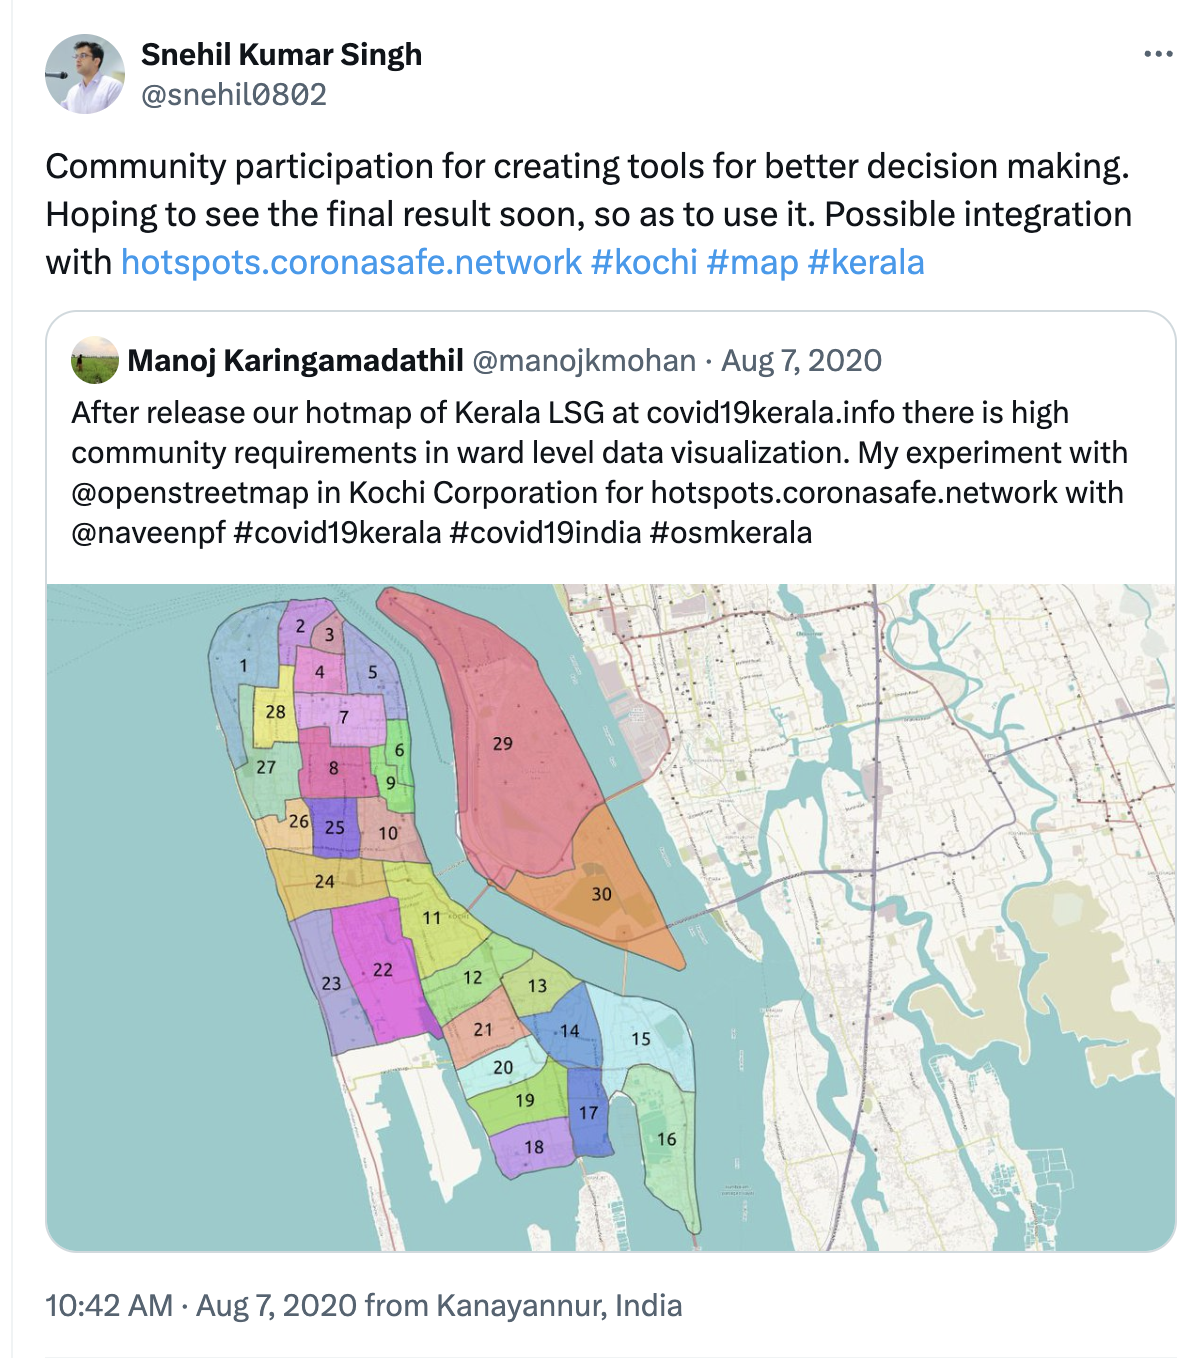 Snehil Kumar Singh
@snehil0802
Community participation for creating tools for better decision making.
Hoping to see the final result soon, so as to use it. Possible integration
with hotspots.coronasafe.network #kochi #map #kerala
Manoj Karingamadathil @manojkmohan · Aug 7, 2020
After release our hotmap of Kerala LSG at covid19kerala.info there is high
community requirements in ward level data visualization. My experiment with
@openstreetmap in Kochi Corporation for hotspots.coronasafe.network with
@naveenpf #covid19kerala #covid19india #osmkerala
2
3
1
4
5
28
7
29
6
27
8
9
26
25
10
24
30
11
22
12
23
13
21
14
15
20
19
17
16
18
10:42 AM · Aug 7, 2020 from Kanayannur, India